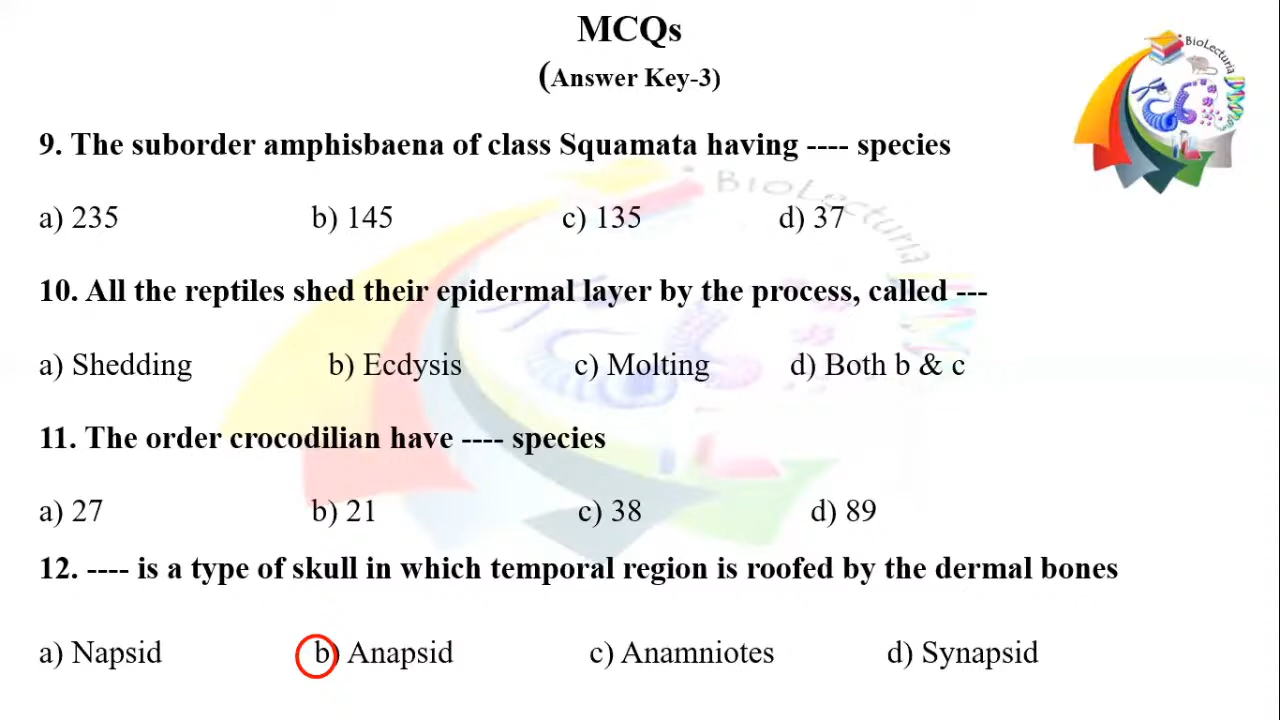 MCQs
(Answer Key-3)
BioLecturia
9. The suborder amphisbaena of class Squamata having ---- species
BioLecturia
a) 235 b) 145 c) 135 d) 37
10. All the reptiles shed their epidermal layer by the process, called ---
a) Shedding b) Ecdysis c) Molting d) Both b & c
11. The order crocodilian have ---- species
a) 27 b) 21 c) 38 d) 89
12. ---- is a type of skull in which temporal region is roofed by the dermal bones
a) Napsid b) Anapsid c) Anamniotes d) Synapsid